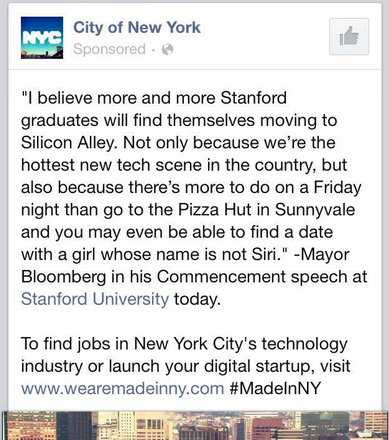 NYC
City of New York
Sponsored ·
"I believe more and more Stanford
graduates will find themselves moving to
Silicon Alley. Not only because we're the
hottest new tech scene in the country, but
also because there's more to do on a Friday
night than go to the Pizza Hut in Sunnyvale
and you may even be able to find a date
with a girl whose name is not Siri." -Mayor
Bloomberg in his Commencement speech at
Stanford University today.
To find jobs in New York City's technology
industry or launch your digital startup, visit
www.wearemadeinny.com #MadeInNY